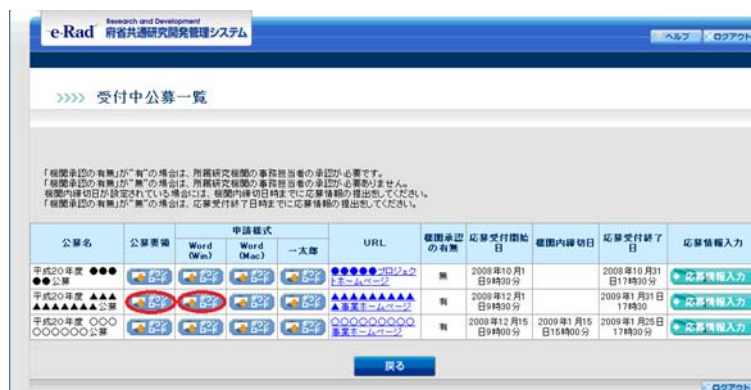 e-Rad
Research and Development
府省共通研究開発管理システム
ヘルプ
ログアウト
>>>> 受付中公募一覧
「機関承認の有無」が"有"の場合は、所属研究機関の事務担当者の承認が必要です。
「機関承認の有無」が"無"の場合は、所属研究機関の事務担当者の承認が必要ありません。
機関内締切日が設定されている場合には、機関内締切日時までに応募情報の提出をしてください。
「機関承認の有無」が"無"の場合は、応募受付終了日時までに応募情報の提出をしてください。
公募名
公募要領
申請様式
Word
(Win)
Word
(Mac)
一太郎
URL
機関承認
の有無
応募受付開始
日
機関内締切日
応募受付終了
日
応募情報入力
平成20年度 ●●●
●●公募
●●●●●プロジェク
トホームページ
無
2008年10月1
日9時30分
2008年10月31
日17時30分
応募情報入力
平成20年度 ▲▲▲
▲▲▲▲▲▲▲公募
▲▲▲▲▲▲▲▲▲
▲事業ホームページ
有
2008年12月1
日9時30分
2009年1月31日
17時30
応募情報入力
平成20年度 〇〇〇
〇〇〇〇〇〇公募
〇〇〇〇〇〇〇〇〇
事業ホームページ
有
2008年12月15
日9時00分
2009年1月15
日15時00分
2009年1月25日
17時30分
応募情報入力
戻る
ログアウト